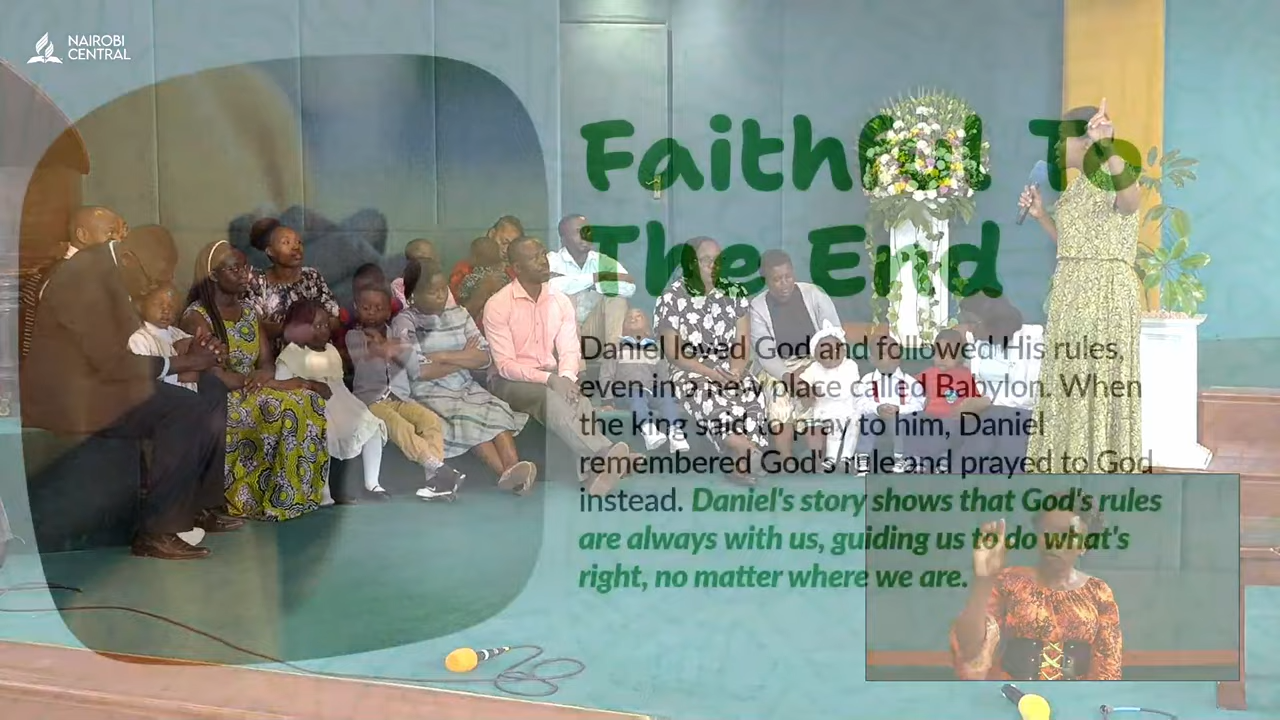 NAIROBI
CENTRAL
Faithful To
The End
Daniel loved God and followed His rules,
even in a new place called Babylon. When
the king said to pray to him, Daniel
remembered God's rule and prayed to God
instead. Daniel's story shows that God's rules
are always with us, guiding us to do what's
right, no matter where we are.